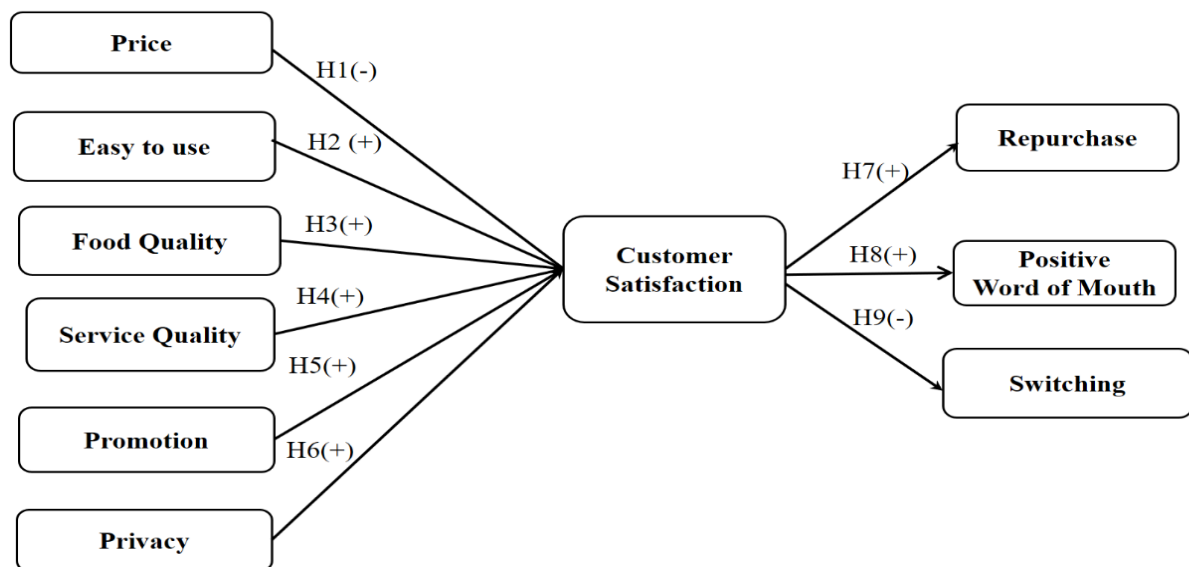 Price
H1(-)
Easy to use
H2 (+)
Food Quality
H3(+)
Service Quality
H4(+)
Promotion
H5(+)
Privacy
H6(+)
Customer
Satisfaction
H7(+)
Repurchase
H8(+)
Positive
Word of Mouth
H9(-)
Switching